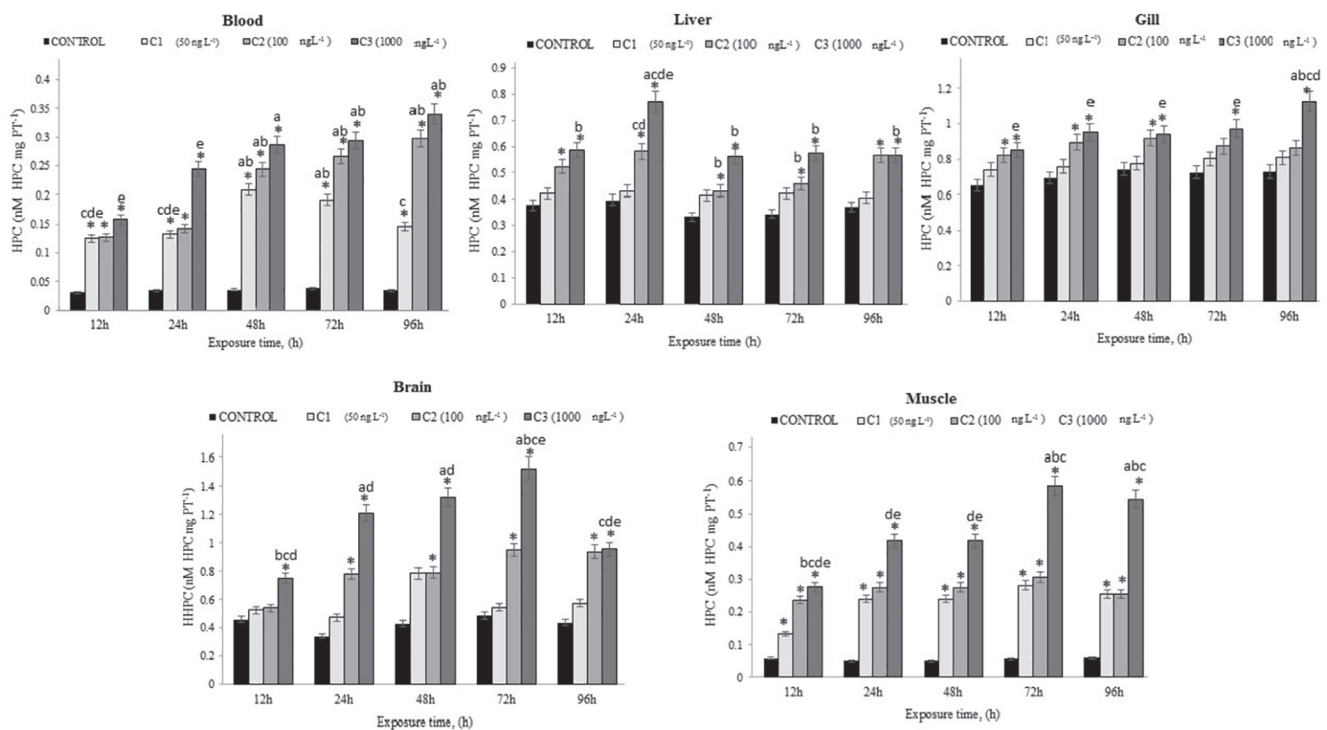 Blood
CONTROL C1 (50 ng L-1) C2 (100 ngL-1) C3 (1000 ngL-1)
HPC (nM HPC mg PT-1)
0.4
0.35
0.3
0.25
0.2
0.15
0.1
0.05
0
cde * * e *
cde * * e *
ab * ab * a *
ab * ab * ab *
c * ab * ab *
12h 24h 48h 72h 96h
Exposure time, (h)
Liver
CONTROL C1 (50 ng L-1) C2 (100 ng L-1) C3 (1000 ngL-1)
HPC (nM HPC mg PT-1)
0.9
0.8
0.7
0.6
0.5
0.4
0.3
0.2
0.1
0
* b *
cd * acde *
b * b *
b * b *
* b *
12h 24h 48h 72h 96h
Exposure time (h)
Gill
CONTROL C1 (50 ng L-1) C2 (100 ng L-1) C3 (1000 ngL-1)
HPC (nM HPC mg PT-1)
1.2
1
0.8
0.6
0.4
0.2
0
* e *
* e *
* e *
e *
abcd *
12h 24h 48h 72h 96h
Exposure time, (h)
Brain
CONTROL C1 (50 ng L-1) C2 (100 ngL-1) C3 (1000 ngL-1)
HHPC (nM HPC mg PT-1)
1.6
1.4
1.2
1
0.8
0.6
0.4
0.2
0
bcd *
* ad *
* ad *
* abce *
* cde *
12h 24h 48h 72h 96h
Exposure time, (h)
Muscle
CONTROL C1 (50 ng L-1) C2 (100 ng L-1) C3 (1000 ngL-1)
HPC (nM HPC mg PT-1)
0.7
0.6
0.5
0.4
0.3
0.2
0.1
0
* * bcde *
* * de *
* * de *
* * abc *
* * abc *
12h 24h 48h 72h 96h
Exposure time, (h)